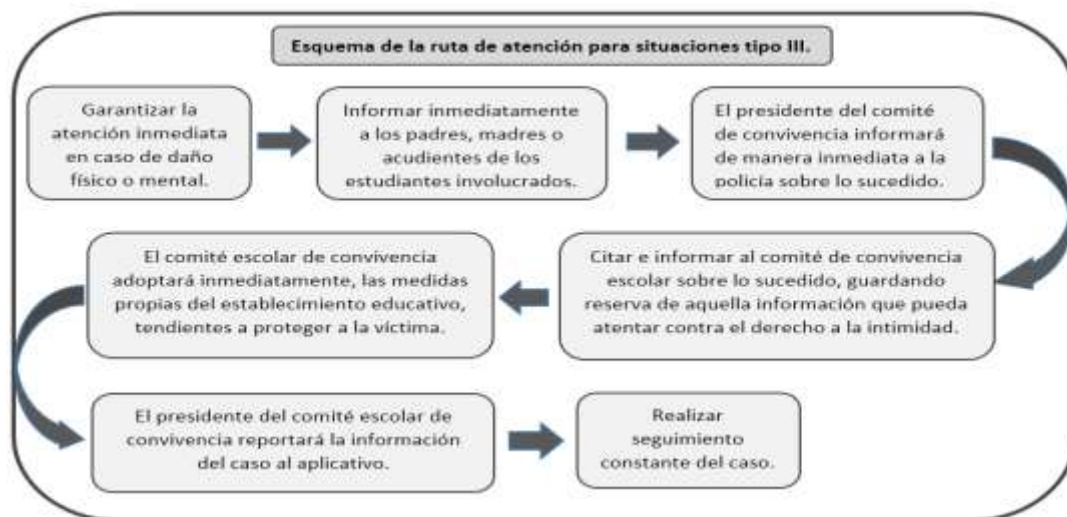 Esquema de la ruta de atención para situaciones tipo III.
Garantizar la
atención inmediata
en caso de daño
físico o mental.
Informar inmediatamente
a los padres, madres o
acudientes de los
estudiantes involucrados.
El presidente del comité
de convivencia informará
de manera inmediata a la
policía sobre lo sucedido.
Citar e informar al comité de convivencia
escolar sobre lo sucedido, guardando
reserva de aquella información que pueda
atentar contra el derecho a la intimidad.
El comité escolar de convivencia
adoptará inmediatamente, las medidas
propias del establecimiento educativo,
tendientes a proteger a la víctima.
El presidente del comité escolar de
convivencia reportará la información
del caso al aplicativo.
Realizar
seguimiento
constante del caso.